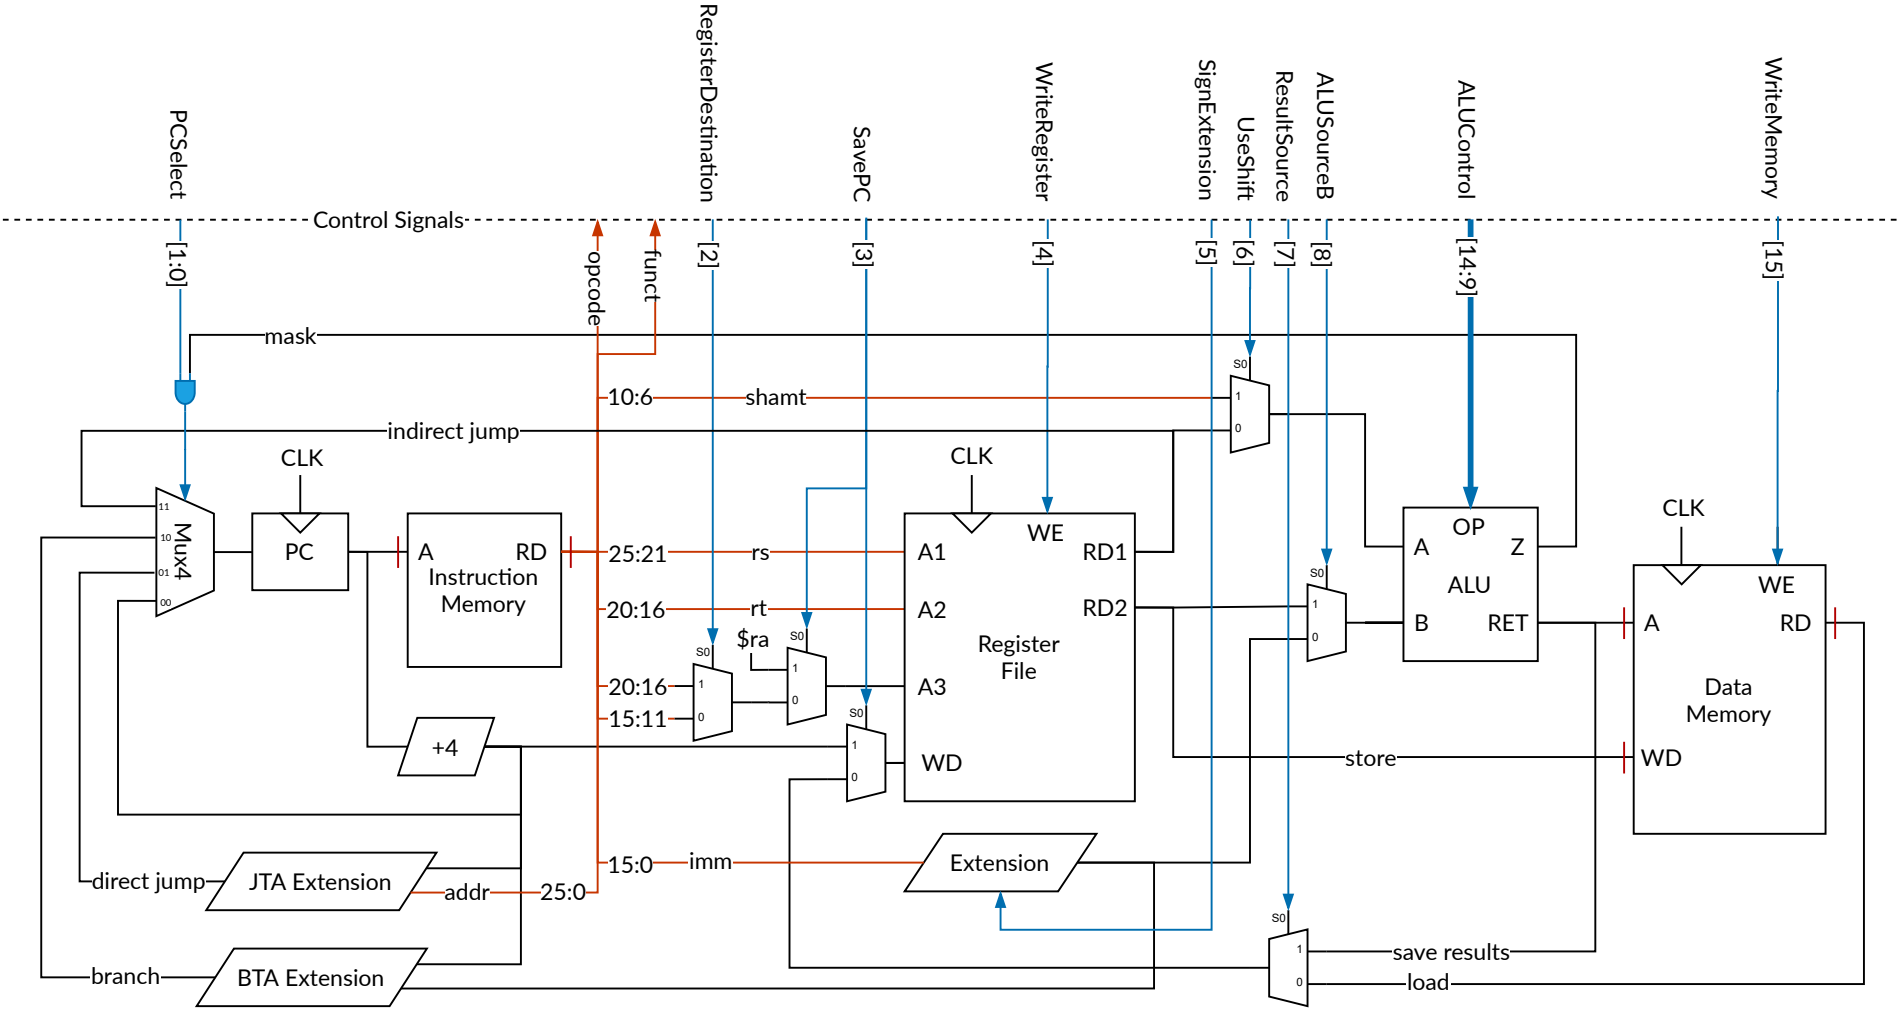 PCSelect
RegisterDestination
SavePC
WriteRegister
SignExtension
UseShift
ResultSource
ALUSourceB
ALUControl
WriteMemory
Control Signals
[1:0]
opcode
funct
[2]
[3]
[4]
[5]
[6]
[7]
[8]
[14:9]
[15]
mask
S0
10:6
shamt
1
0
indirect jump
CLK
CLK
CLK
11
10
01
00
Mux4
PC
A
RD
Instruction
Memory
25:21
rs
20:16
rt
$ra
S0
S0
1
0
1
0
20:16
15:11
A1
A2
A3
WD
WE
RD1
RD2
Register
File
S0
1
0
S0
1
0
OP
A
Z
ALU
B
RET
A
WE
RD
Data
Memory
WD
+4
store
15:0
imm
Extension
direct jump
JTA Extension
addr
25:0
branch
BTA Extension
S0
1
0
save results
load